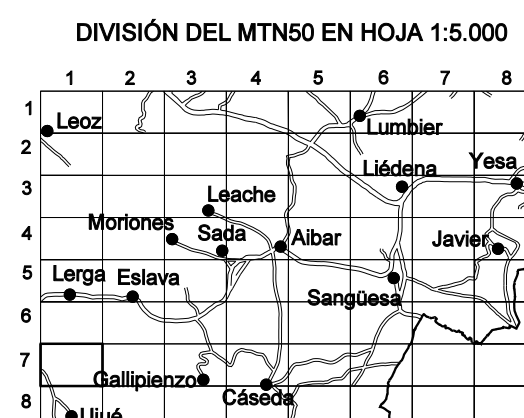 DIVISIÓN DEL MTN50 EN HOJA 1:5.000
1 2 3 4 5 6 7 8
1
Leoz
Lumbier
2
Liédena
Yesa
3
Leache
Moriones
4
Sada
Aibar
Javier
5
Lerga
Eslava
Sangüesa
6
7
Gallipienzo
Cáseda
8
Ujué